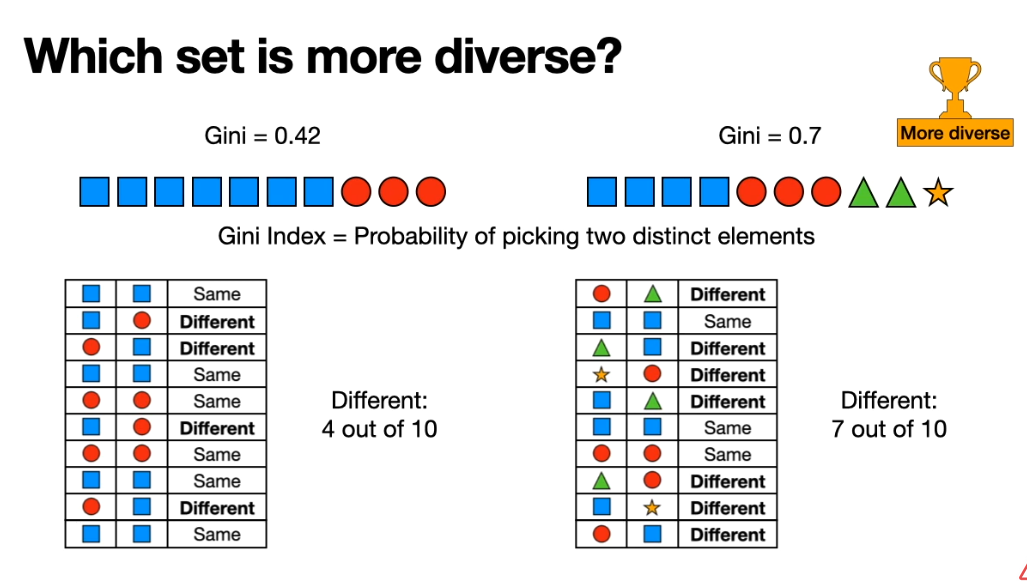 Which set is more diverse?
More diverse
Gini = 0.42
Gini = 0.7
Gini Index = Probability of picking two distinct elements
Same
Different
Different
Same
Same
Different
Same
Same
Different
Same
Different:
4 out of 10
Different
Same
Different
Different
Different
Same
Same
Different
Different
Different
Different:
7 out of 10